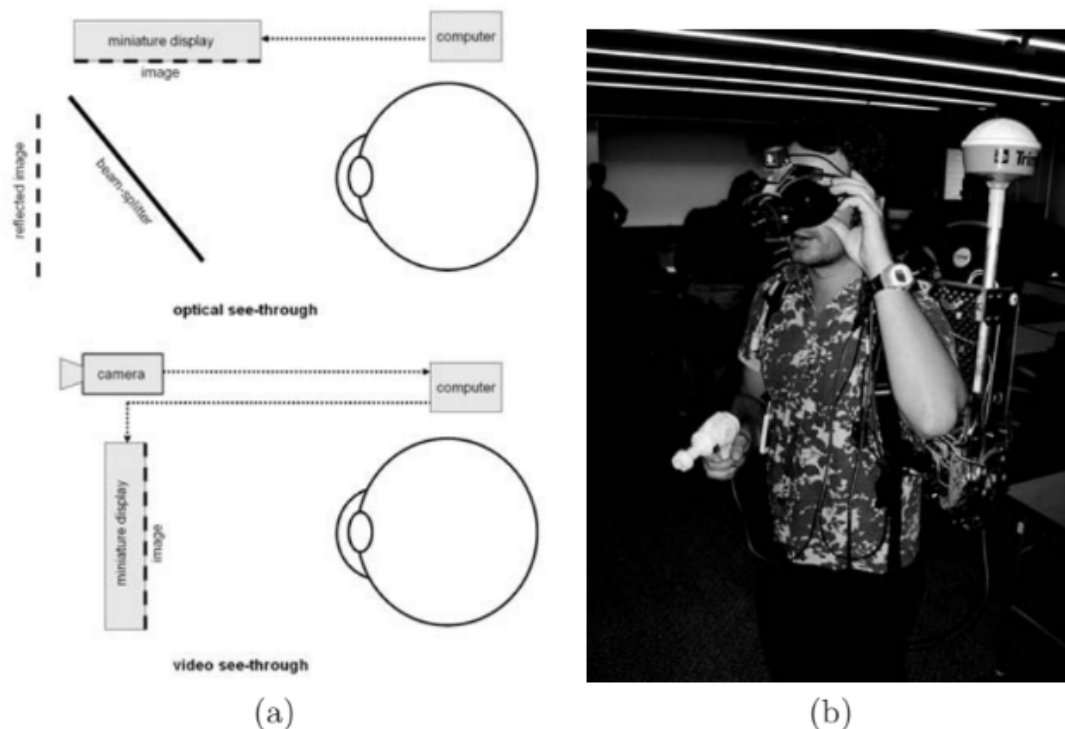 miniature display
computer
image
reflected image
beam-splitter
optical see-through
camera
computer
miniature display
image
video see-through
(a)
(b)